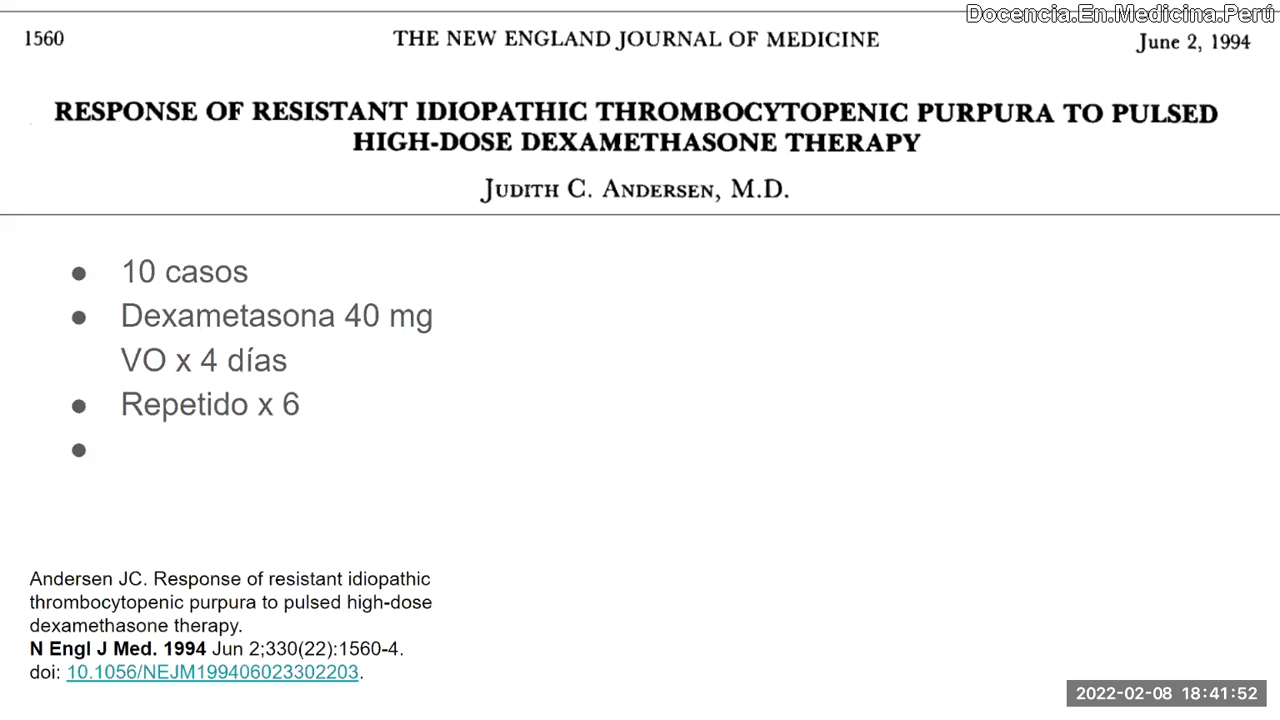 Docencia.En.Medicina.Perú
1560
THE NEW ENGLAND JOURNAL OF MEDICINE
June 2, 1994
RESPONSE OF RESISTANT IDIOPATHIC THROMBOCYTOPENIC PURPURA TO PULSED
HIGH-DOSE DEXAMETHASONE THERAPY
JUDITH C. ANDERSEN, M.D.
● 10 casos
● Dexametasona 40 mg
VO x 4 días
● Repetido x 6
●
Andersen JC. Response of resistant idiopathic
thrombocytopenic purpura to pulsed high-dose
dexamethasone therapy.
N Engl J Med. 1994 Jun 2;330(22):1560-4.
doi: 10.1056/NEJM199406023302203.
2022-02-08 18:41:52